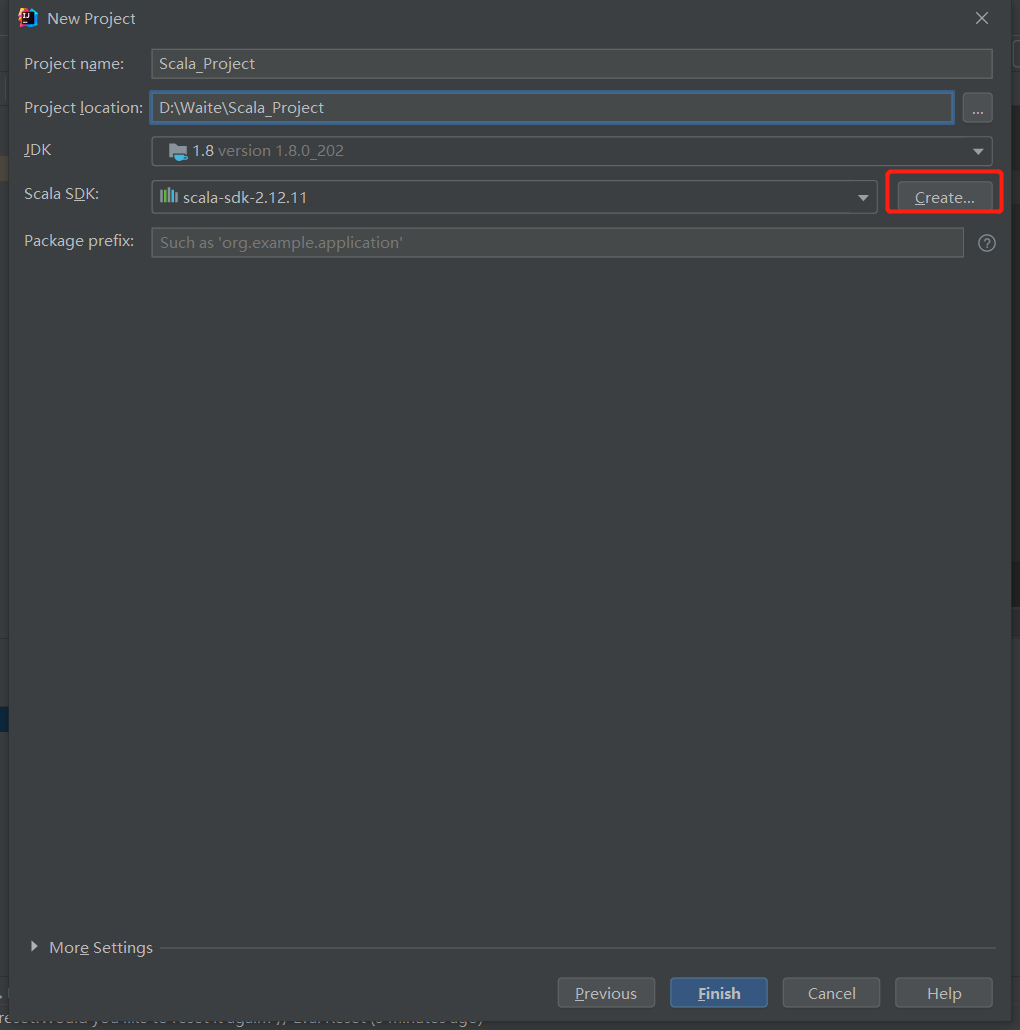 New Project
Project name: Scala_Project
Project location: D:\Waite\Scala_Project ...
JDK 1.8 version 1.8.0_202
Scala SDK: scala-sdk-2.12.11 Create...
Package prefix: Such as 'org.example.application' ?
More Settings
Previous Finish Cancel Help